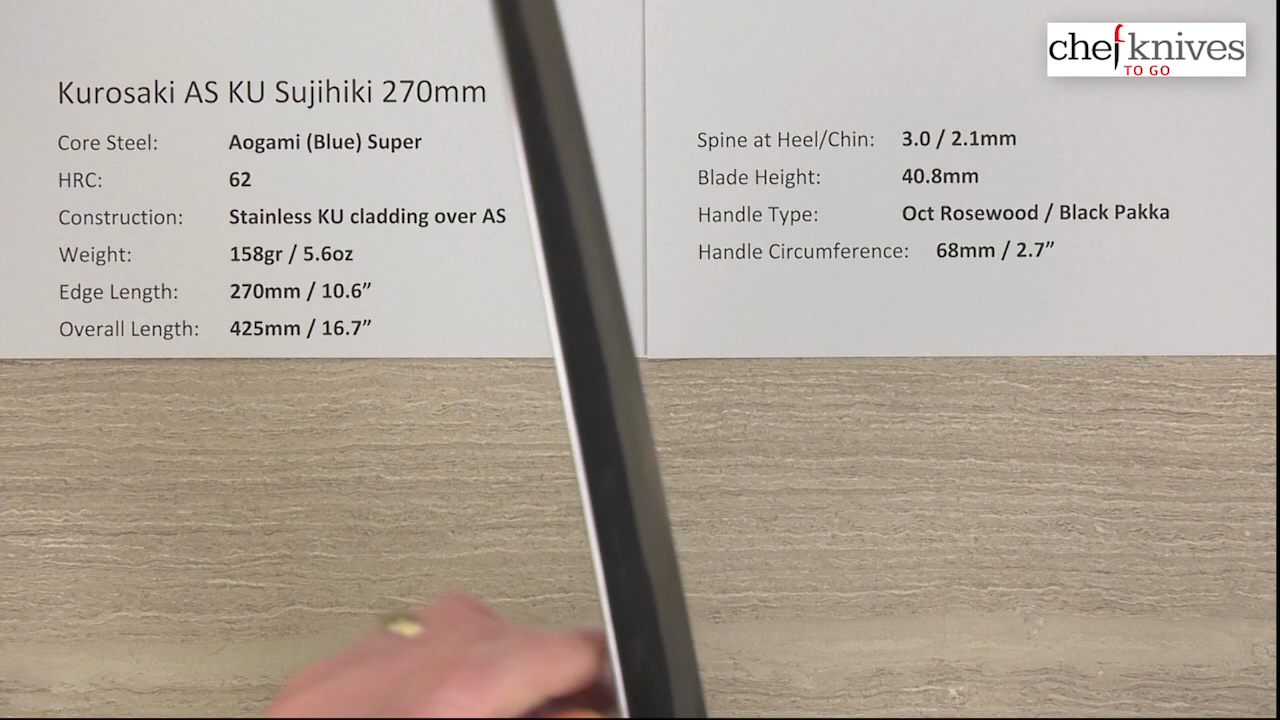 chefknives
TO GO
Kurosaki AS KU Sujihiki 270mm
Core Steel: Aogami (Blue) Super
HRC: 62
Construction: Stainless KU cladding over AS
Weight: 158gr / 5.6oz
Edge Length: 270mm / 10.6”
Overall Length: 425mm / 16.7”
Spine at Heel/Chin: 3.0 / 2.1mm
Blade Height: 40.8mm
Handle Type: Oct Rosewood / Black Pakka
Handle Circumference: 68mm / 2.7”